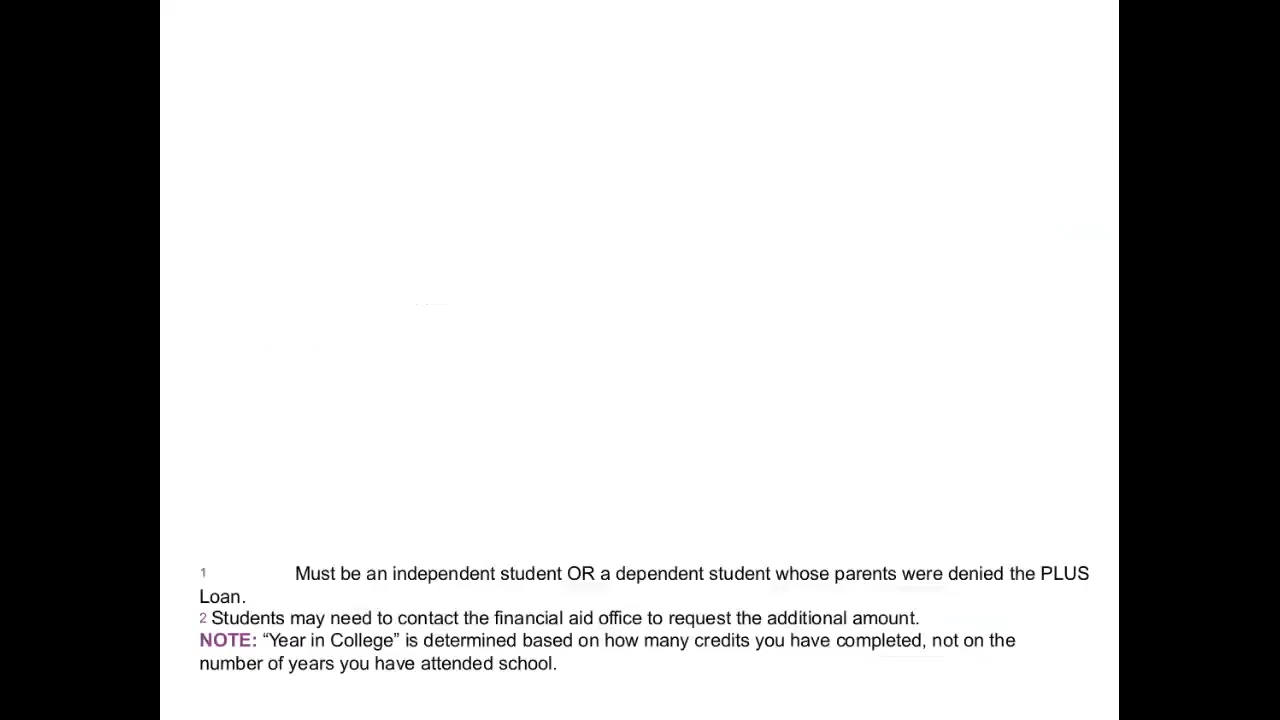 1 Must be an independent student OR a dependent student whose parents were denied the PLUS
Loan.
2 Students may need to contact the financial aid office to request the additional amount.
NOTE: “Year in College” is determined based on how many credits you have completed, not on the
number of years you have attended school.